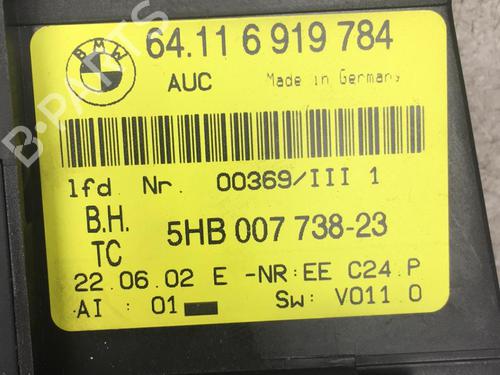 BMW
64.11 6 919 784
AUC Made in Germany
lfd Nr. 00369/III 1
B.H.
TC 5HB 007 738-23
22.06.02 E -NR:EE C24.P
AI : 01 Sw: V011.0
B-PARTS